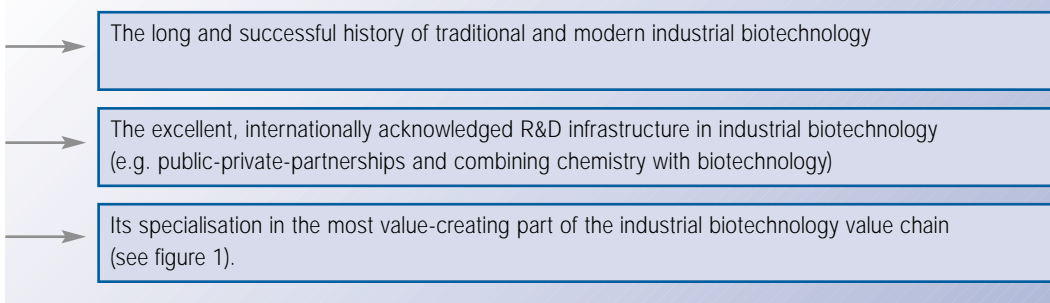 The long and successful history of traditional and modern industrial biotechnology
The excellent, internationally acknowledged R&D infrastructure in industrial biotechnology
(e.g. public-private-partnerships and combining chemistry with biotechnology)
Its specialisation in the most value-creating part of the industrial biotechnology value chain
(see figure 1).